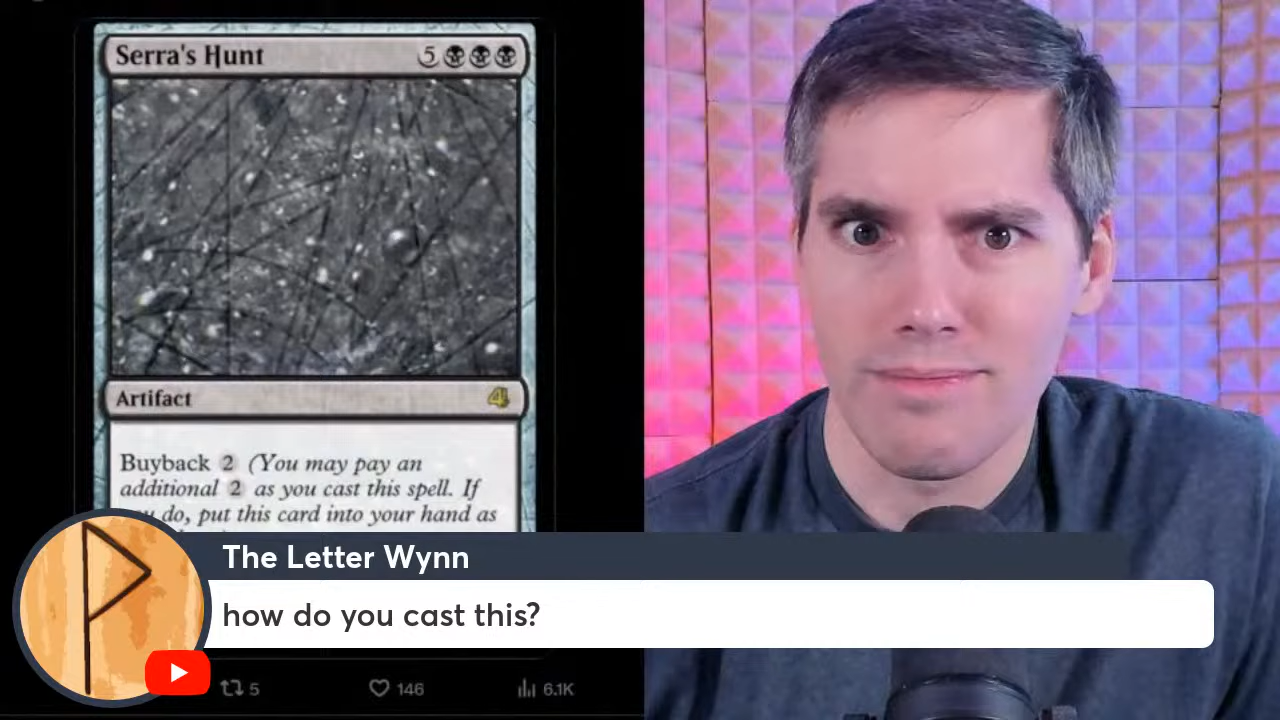 Serra's Hunt 5
Artifact 4
Buyback 2 (You may pay an
additional 2 as you cast this spell. If
do, put this card into your hand as
The Letter Wynn
how do you cast this?
5 146 6.1K